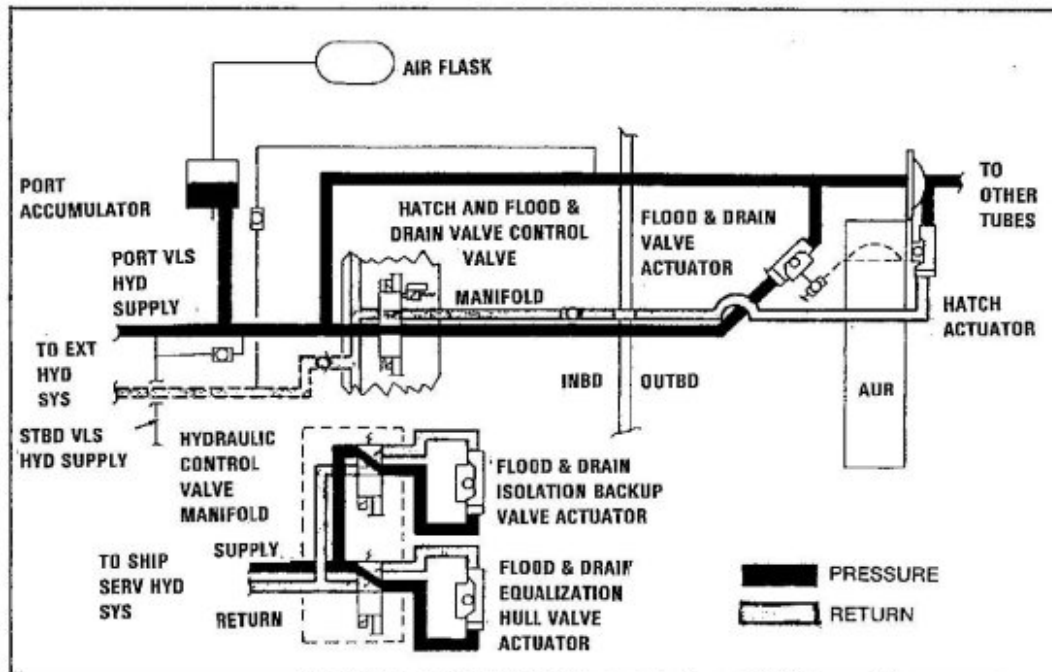 AIR FLASK
PORT
ACCUMULATOR
HATCH AND FLOOD &
DRAIN VALVE CONTROL
VALVE
FLOOD & DRAIN
VALVE
ACTUATOR
TO
OTHER
TUBES
PORT VLS
HYD
SUPPLY
MANIFOLD
HATCH
ACTUATOR
TO EXT
HYD
SYS
INBD
OUTBD
AUR
STBD VLS
HYD SUPPLY
HYDRAULIC
CONTROL
VALVE
MANIFOLD
FLOOD & DRAIN
ISOLATION BACKUP
VALVE ACTUATOR
TO SHIP
SERV HYD
SYS
SUPPLY
RETURN
FLOOD & DRAIN
EQUALIZATION
HULL VALVE
ACTUATOR
PRESSURE
RETURN